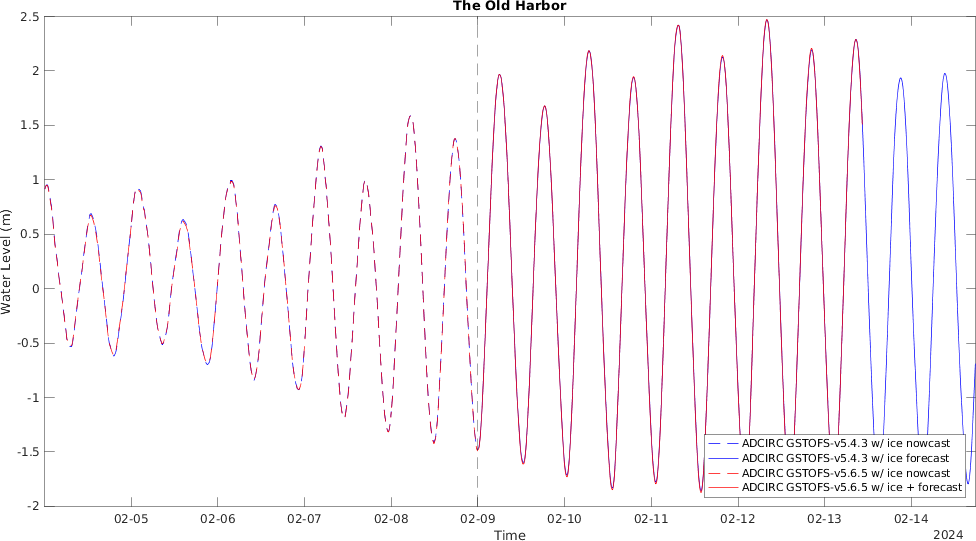 The Old Harbor
2.5
2
1.5
1
0.5
0
-0.5
-1
-1.5
-2
Water Level (m)
ADCIRC GSTOFS-v5.4.3 w/ ice nowcast
ADCIRC GSTOFS-v5.4.3 w/ ice forecast
ADCIRC GSTOFS-v5.6.5 w/ ice nowcast
ADCIRC GSTOFS-v5.6.5 w/ ice + forecast
02-05 02-06 02-07 02-08 02-09 02-10 02-11 02-12 02-13 02-14
Time
2024